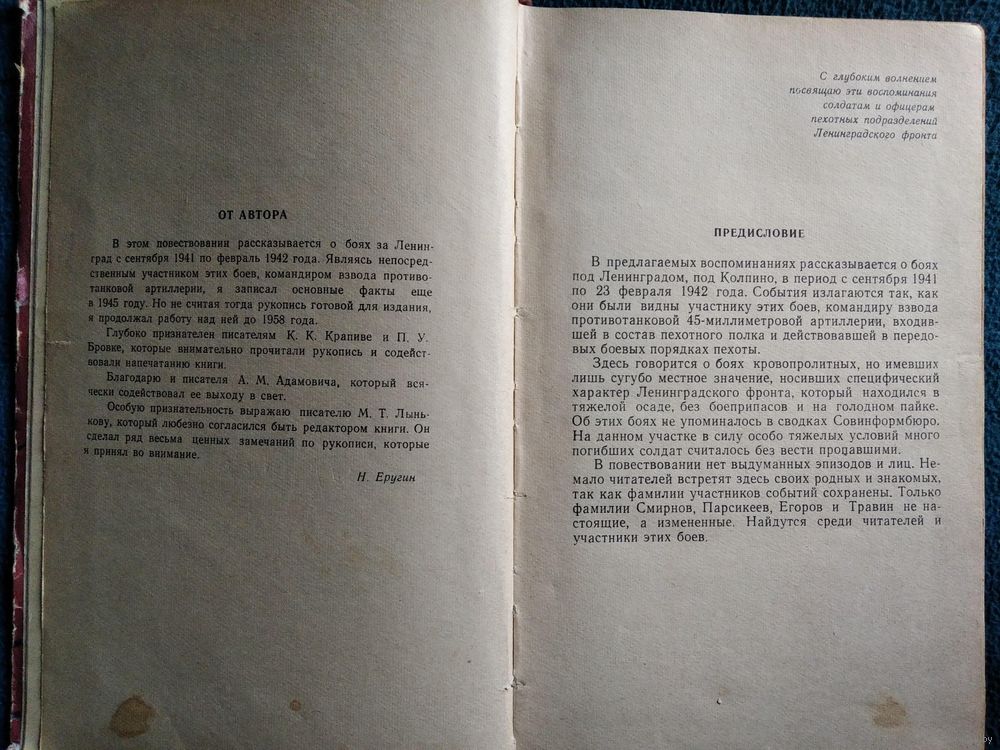 ОТ АВТОРА
В этом повествовании рассказывается о боях за Ленин-
град с сентября 1941 по февраль 1942 года. Являясь непосред-
ственным участником этих боев, командиром взвода противо-
танковой артиллерии, я записал основные факты еще
в 1945 году. Но не считая тогда рукопись готовой для издания,
я продолжал работу над ней до 1958 года.
Глубоко признателен писателям К. К. Крапиве и П. У.
Бровке, которые внимательно прочитали рукопись и содейст-
вовали напечатанию книги.
Благодарю и писателя А. М. Адамовича, который вся-
чески содействовал ее выходу в свет.
Особую признательность выражаю писателю М. Т. Лынь-
кову, который любезно согласился быть редактором книги. Он
сделал ряд весьма ценных замечаний по рукописи, которые
я принял во внимание.
Н. Еругин
С глубоким волнением
посвящаю эти воспоминания
солдатам и офицерам
пехотных подразделений
Ленинградского фронта
ПРЕДИСЛОВИЕ
В предлагаемых воспоминаниях рассказывается о боях
под Ленинградом, под Колпино, в период с сентября 1941
по 23 февраля 1942 года. События излагаются так, как
они были видны участнику этих боев, командиру взвода
противотанковой 45-миллиметровой артиллерии, входив-
шей в состав пехотного полка и действовавшей в передо-
вых боевых порядках пехоты.
Здесь говорится о боях кровопролитных, но имевших
лишь сугубо местное значение, носивших специфический
характер Ленинградского фронта, который находился в
тяжелой осаде, без боеприпасов и на голодном пайке.
Об этих боях не упоминалось в сводках Совинформбюро.
На данном участке в силу особо тяжелых условий много
погибших солдат считалось без вести пропавшими.
В повествовании нет выдуманных эпизодов и лиц. Не-
мало читателей встретят здесь своих родных и знакомых,
так как фамилии участников событий сохранены. Только
фамилии Смирнов, Парсикеев, Егоров и Травин не на-
стоящие, а измененные. Найдутся среди читателей и
участники этих боев.